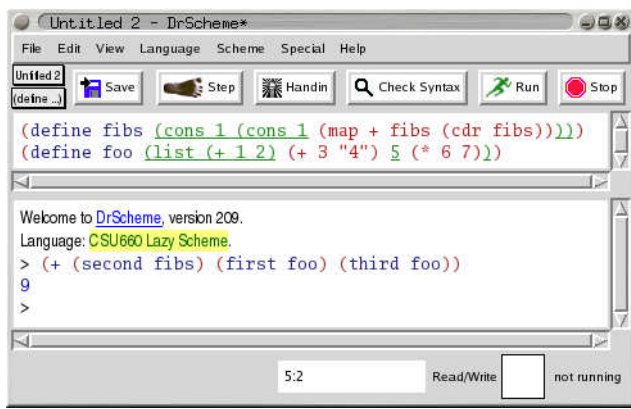 Untitled 2 - DrScheme*
File Edit View Language Scheme Special Help
Untitled 2
(define ...)
Save Step Handin Check Syntax Run Stop
(define fibs (cons 1 (cons 1 (map + fibs (cdr fibs)))))
(define foo (list (+ 1 2) (+ 3 "4") 5 (* 6 7)))
Welcome to DrScheme, version 209.
Language: CSU660 Lazy Scheme.
> (+ (second fibs) (first foo) (third foo))
9
>
5:2 Read/Write not running